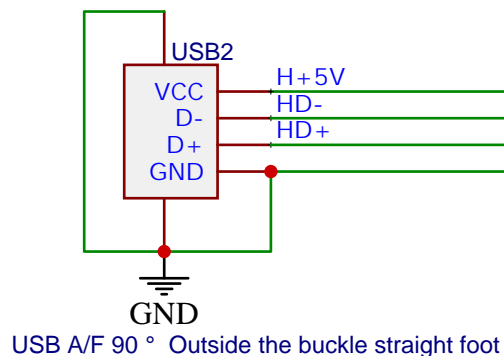 USB2
VCC H+5V
D- HD-
D+ HD+
GND
GND
USB A/F 90 ° Outside the buckle straight foot